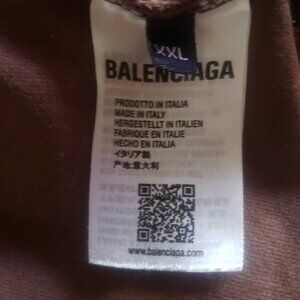 XXL
BALENCIAGA
PRODOTTO IN ITALIA
MADE IN ITALY
HERGESTELLT IN ITALIEN
FABRIQUE EN ITALIE
HECHO EN ITALIA
イタリア製
产地:意大利
www.balenciaga.com